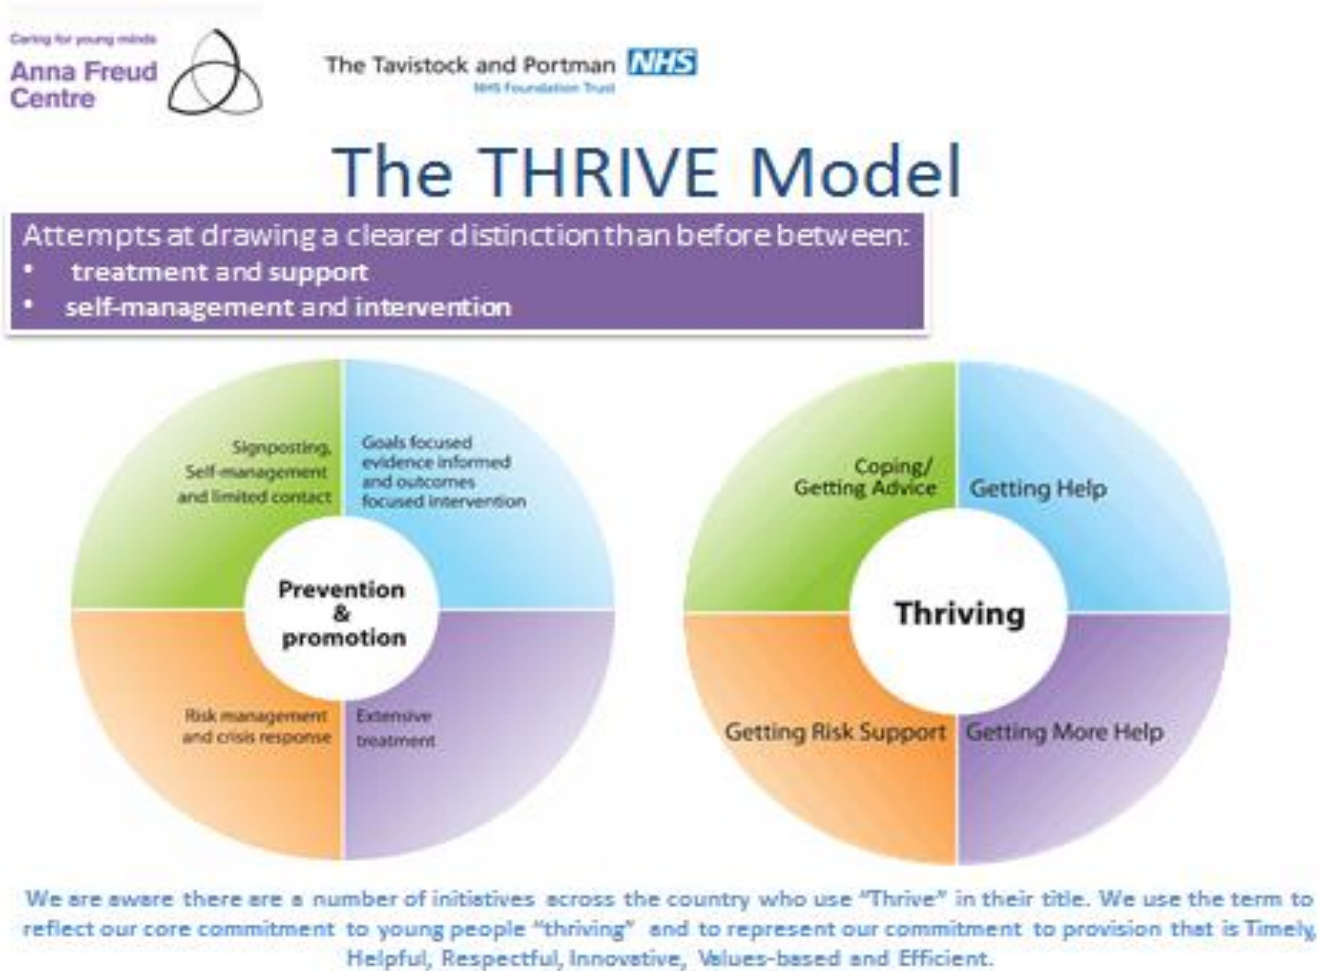 Caring for young minds
Anna Freud
Centre
The Tavistock and Portman NHS
NHS Foundation Trust
The THRIVE Model
Attempts at drawing a clearer distinction than before between:
• treatment and support
• self-management and intervention
Signposting,
Self-management
and limited contact
Goals focused
evidence informed
and outcomes
focused intervention
Prevention
&
promotion
Risk management
and crisis response
Extensive
treatment
Coping/
Getting Advice
Getting Help
Thriving
Getting Risk Support
Getting More Help
We are aware there are a number of initiatives across the country who use “Thrive” in their title. We use the term to
reflect our core commitment to young people “thriving” and to represent our commitment to provision that is Timely,
Helpful, Respectful, Innovative, Values-based and Efficient.